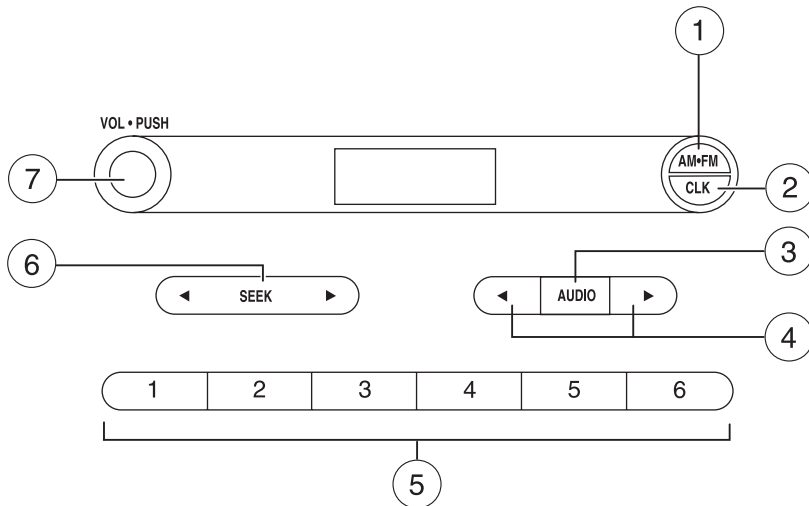 1
VOL • PUSH
AM•FM
7
CLK
2
6
3
◄ SEEK ►
◄ AUDIO ►
4
1 2 3 4 5 6
5